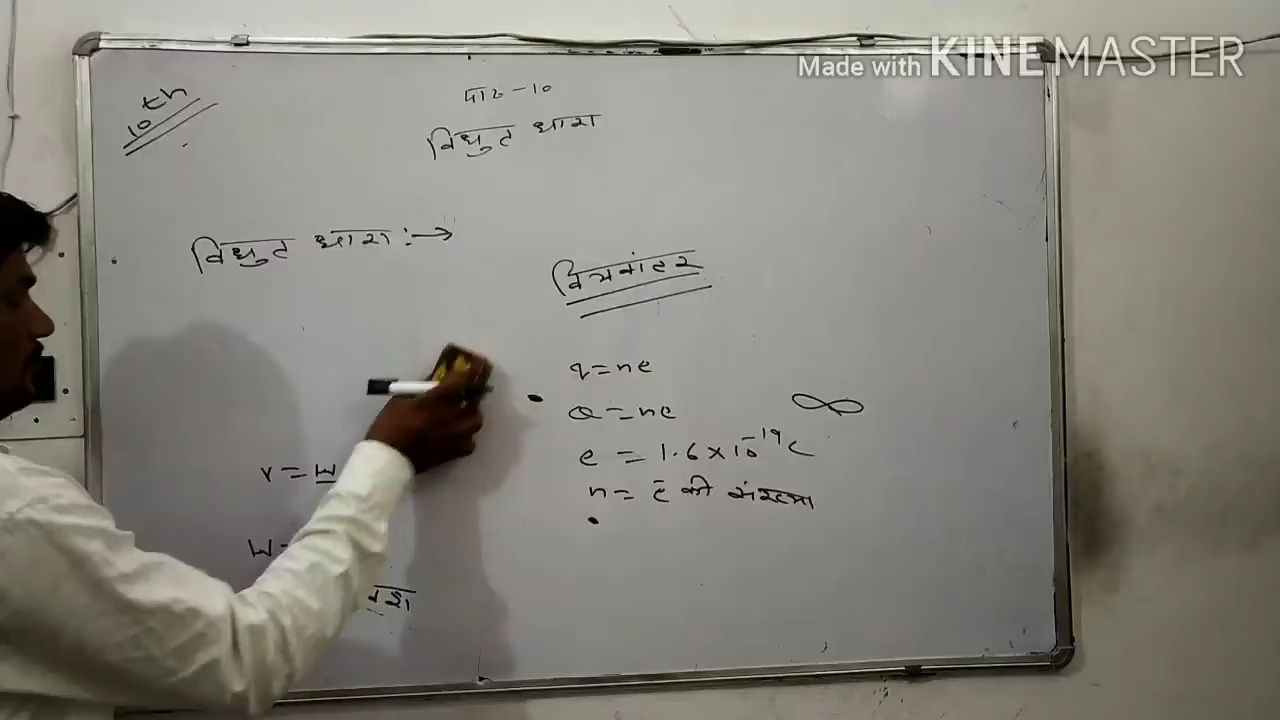 Made with KINEMASTER
10th
पाठ-10
विधुत धारा
विधुत धारा :→
विभवांतर
q=ne
Q=ne
e = 1.6×10⁻¹⁹C
n = e̅ की संख्या
v = W
W=